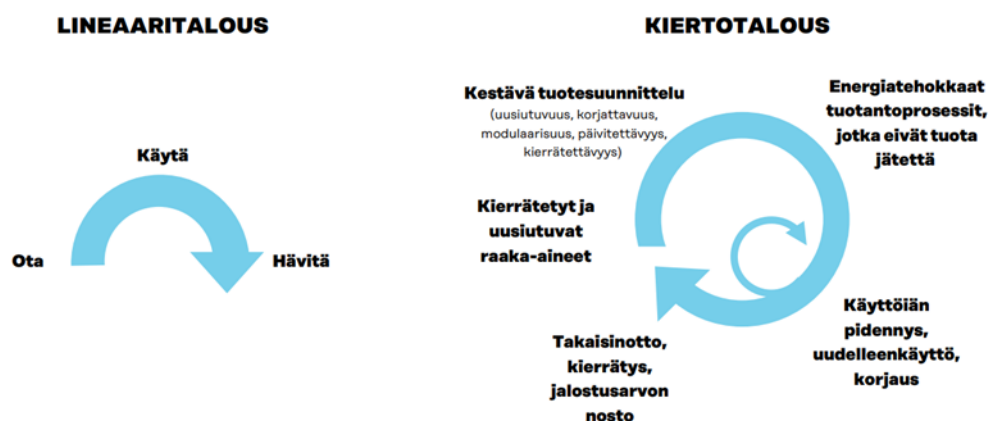 LINEAARITALOUS
Käytä
Ota
Hävitä
KIERTOTALOUS
Kestävä tuotesuunnittelu
(uusiutuvuus, korjattavuus,
modulaarisuus, päivitettävyys,
kierrätettävyys)
Energiatehokkaat
tuotantoprosessit,
jotka eivät tuota
jätettä
Kierrätetyt ja
uusiutuvat
raaka-aineet
Käyttöiän
pidennys,
uudelleenkäyttö,
korjaus
Takaisinotto,
kierrätys,
jalostusarvon
nosto